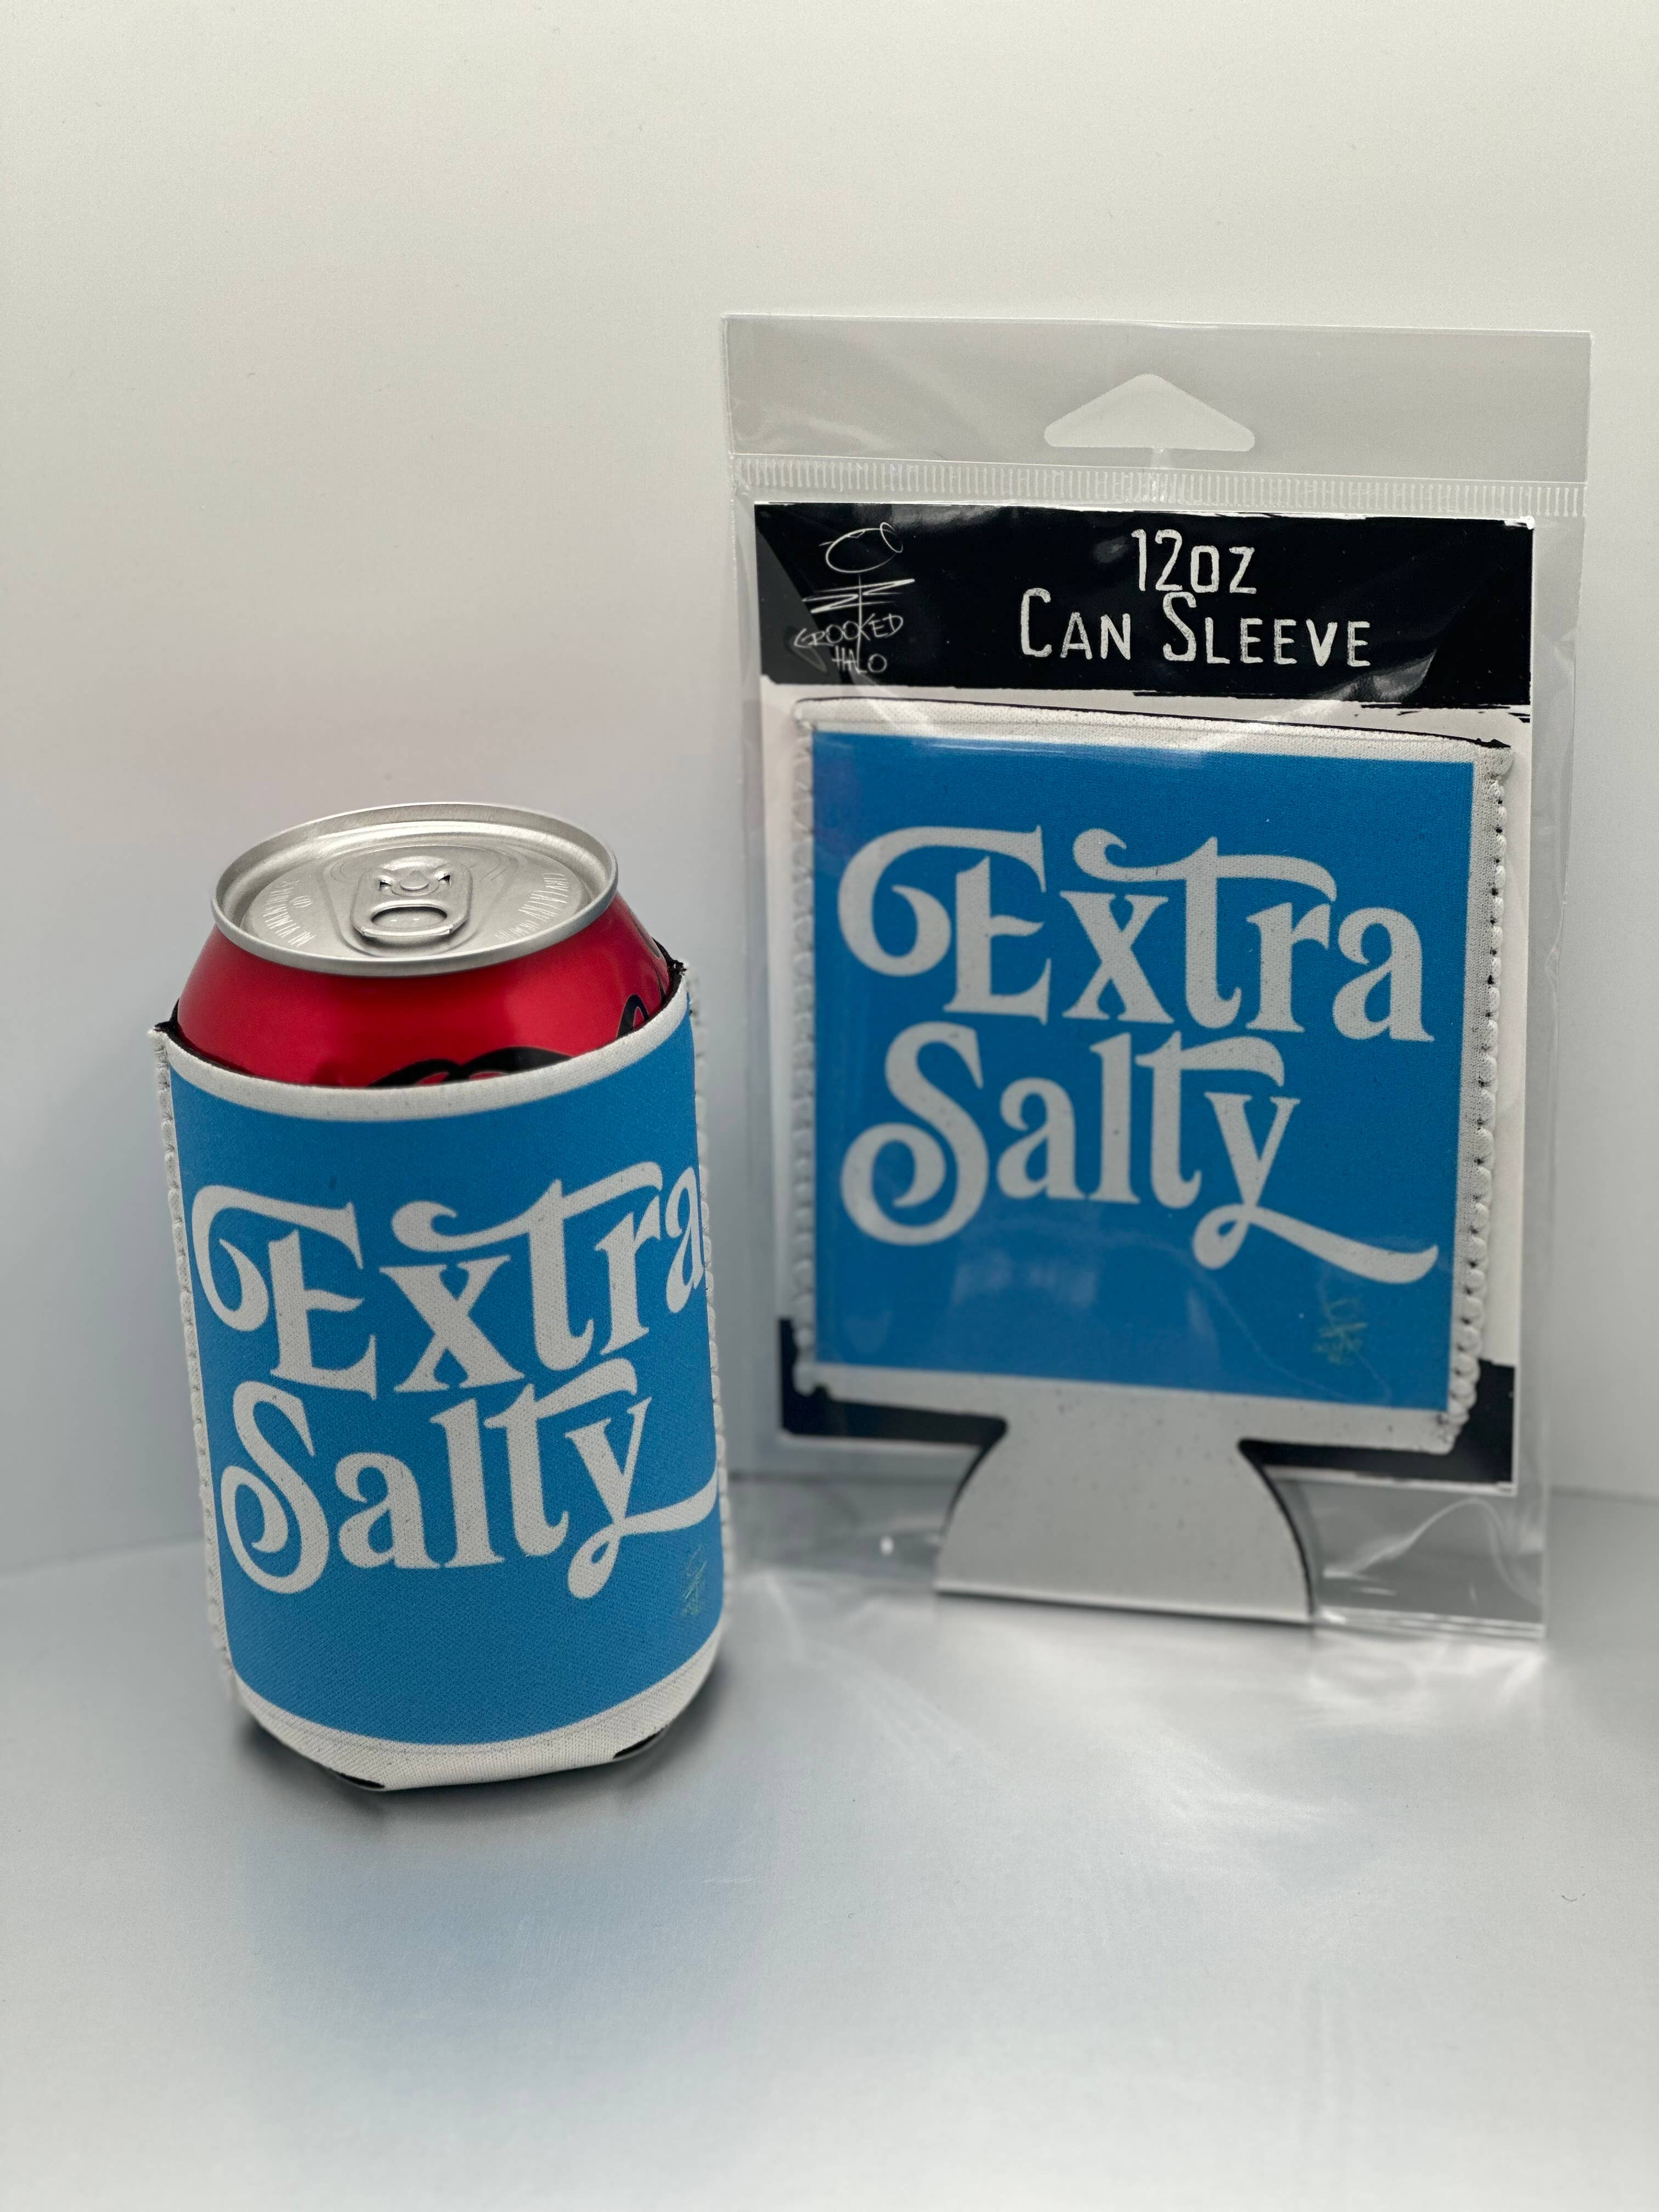 12oz
Can Sleeve
Crooked
Halo
Extra
Salty
Extra
Salty